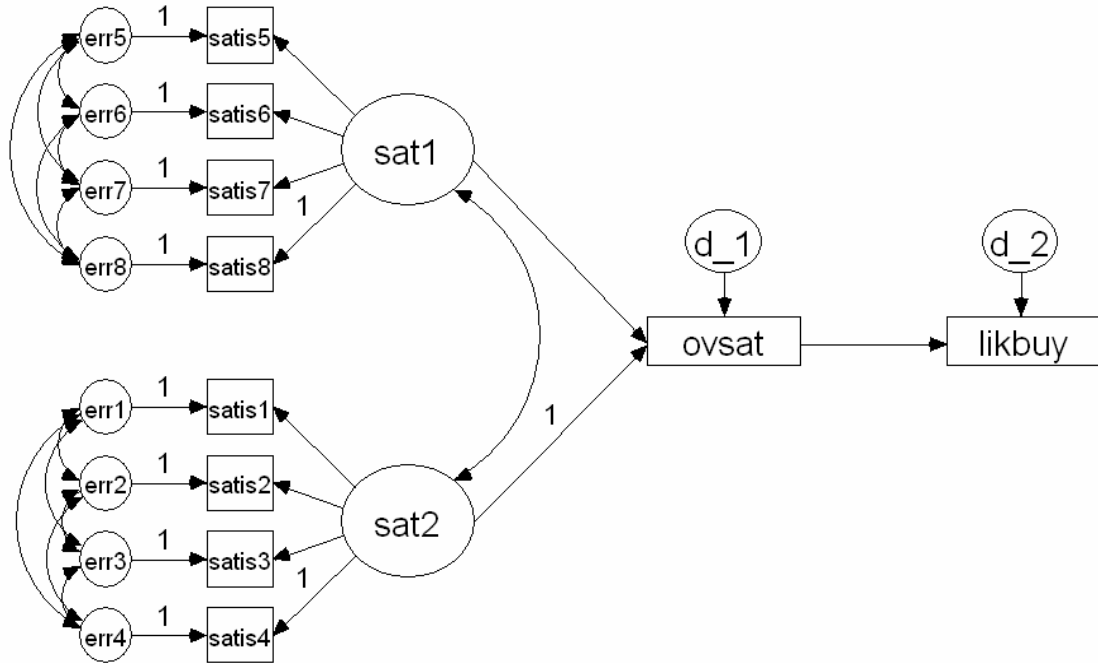 err5 1 satis5
err6 1 satis6
err7 1 satis7
1
err8 1 satis8
sat1
d_1 d_2
ovsat likbuy
1
err1 1 satis1
err2 1 satis2
err3 1 satis3
1
err4 1 satis4
sat2